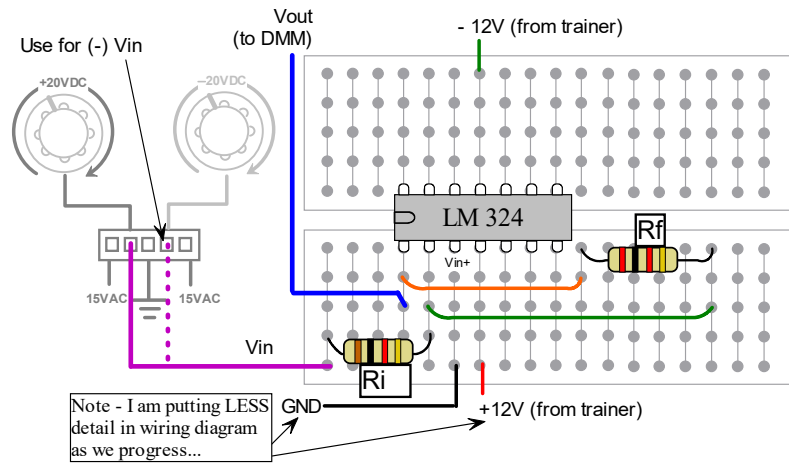 Vout
(to DMM)
- 12V (from trainer)
Use for (-) Vin
+20VDC
−20VDC
LM 324
Rf
Vin+
15VAC
15VAC
Vin
Ri
Note - I am putting LESS
detail in wiring diagram
as we progress...
GND
+12V (from trainer)